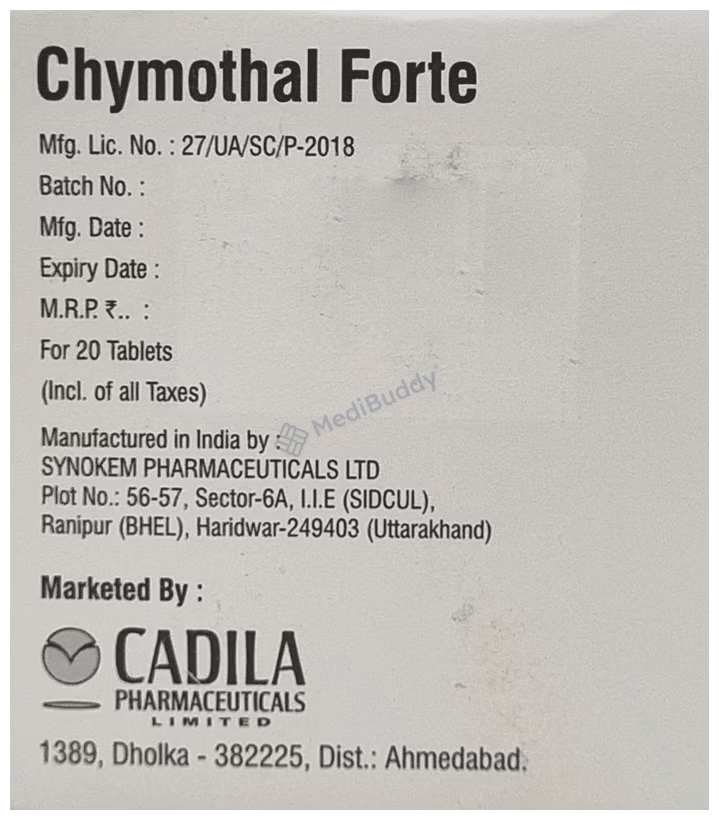 Chymothal Forte
Mfg. Lic. No. : 27/UA/SC/P-2018
Batch No. :
Mfg. Date :
Expiry Date :
M.R.P. ₹.. :
For 20 Tablets
(Incl. of all Taxes)
MediBuddy
Manufactured in India by :
SYNOKEM PHARMACEUTICALS LTD
Plot No.: 56-57, Sector-6A, I.I.E (SIDCUL),
Ranipur (BHEL), Haridwar-249403 (Uttarakhand)
Marketed By :
CADILA
PHARMACEUTICALS
LIMITED
1389, Dholka - 382225, Dist.: Ahmedabad.